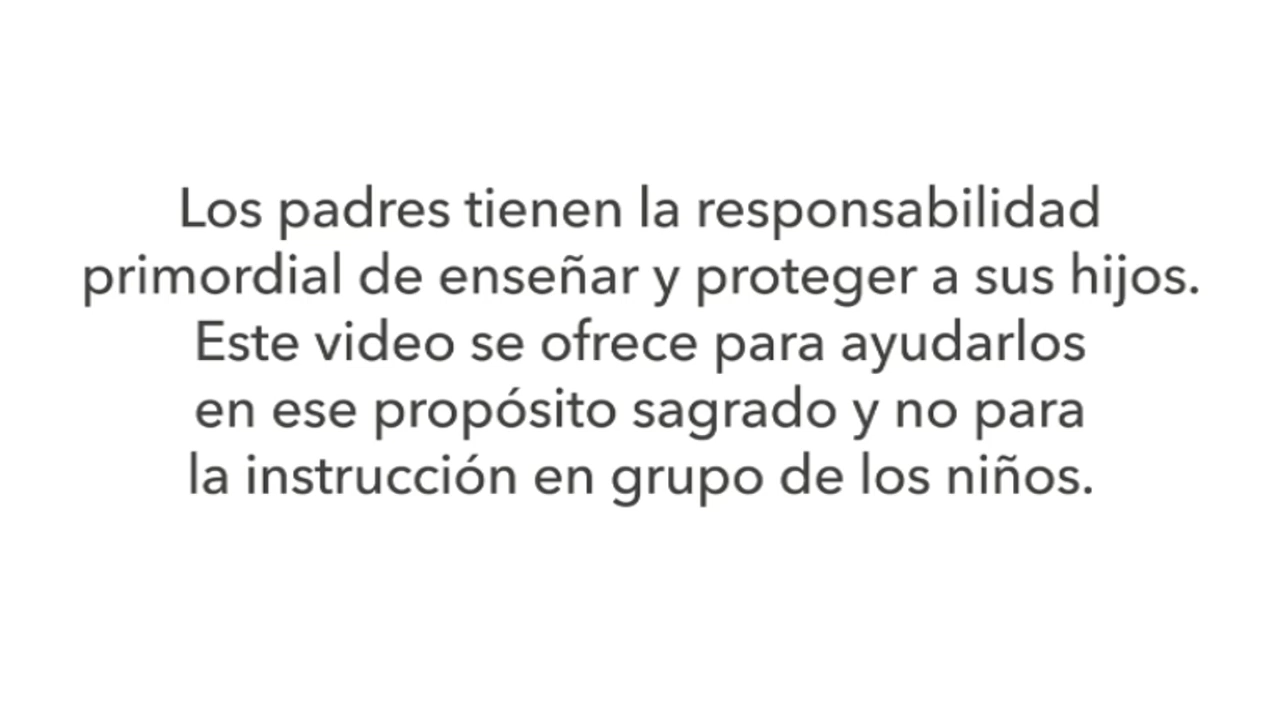 Los padres tienen la responsabilidad
primordial de enseñar y proteger a sus hijos.
Este video se ofrece para ayudarlos
en ese propósito sagrado y no para
la instrucción en grupo de los niños.